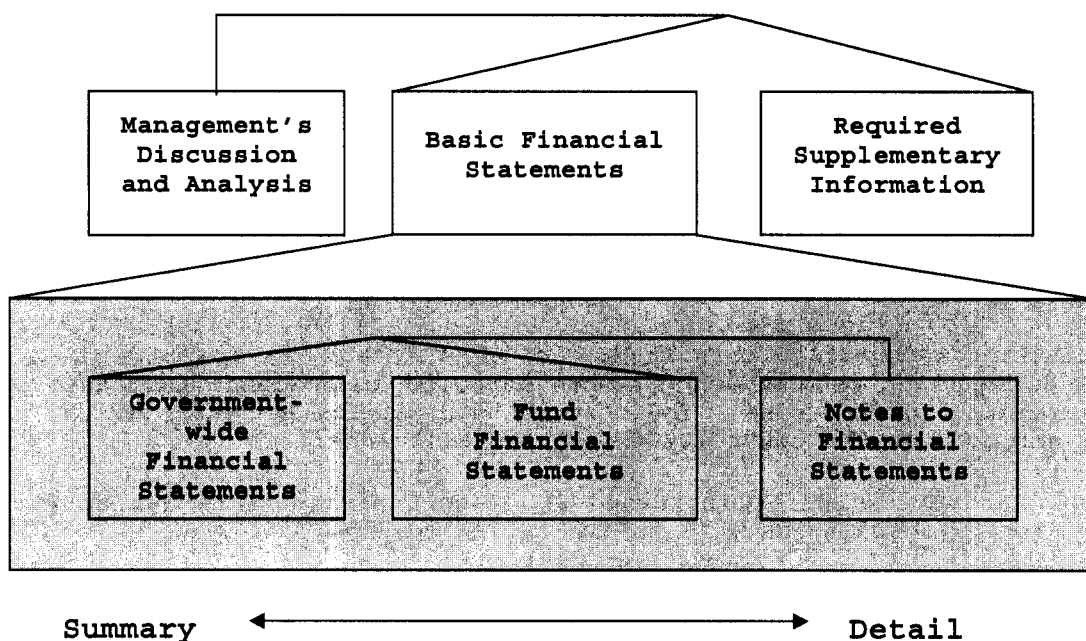 Management's
Discussion
and Analysis
Basic Financial
Statements
Required
Supplementary
Information
Government-
wide
Financial
Statements
Fund
Financial
Statements
Notes to
Financial
Statements
Summary
Detail